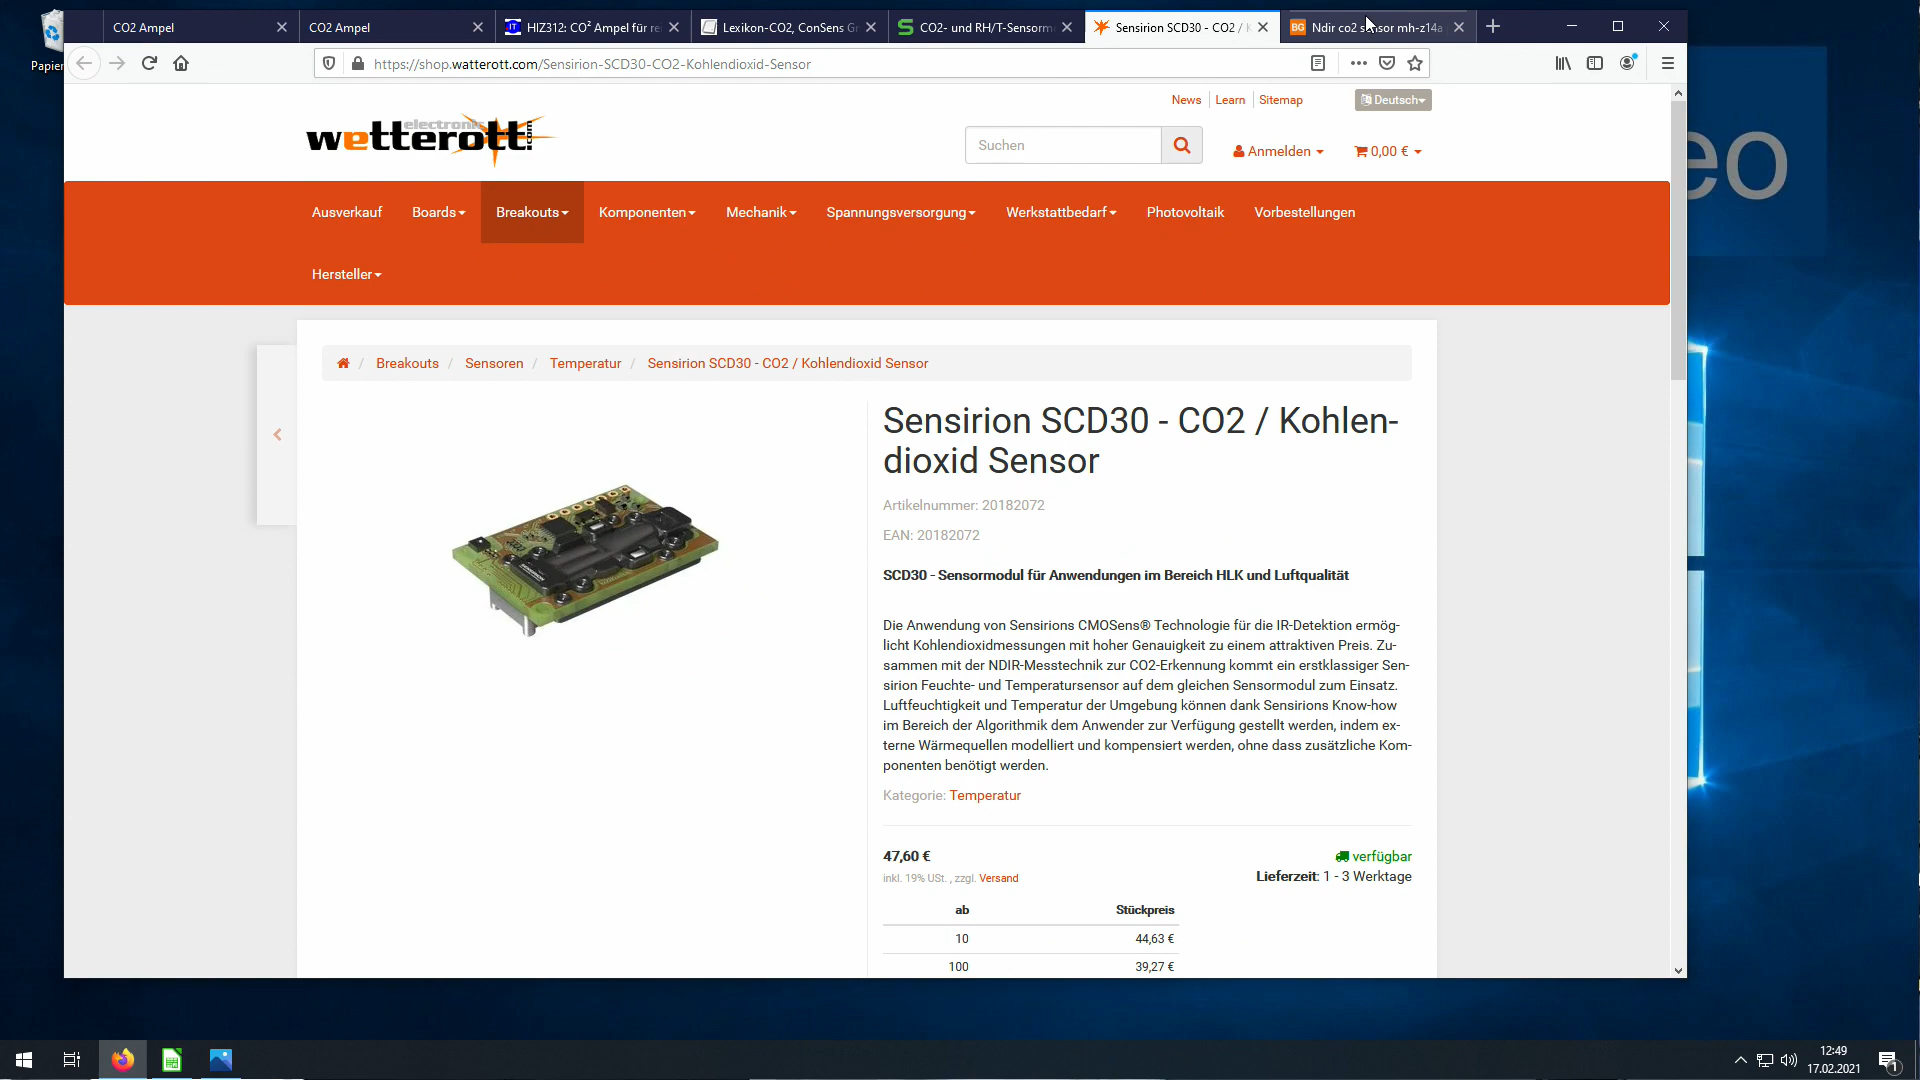 Papier
CO2 Ampel
CO2 Ampel
HIZ312: CO² Ampel für re
Lexikon-CO2, ConSens G
CO2- und RH/T-Sensorm
Sensirion SCD30 - CO2 / K
Ndir co2 sensor mh-z14a
https://shop.watterott.com/Sensirion-SCD30-CO2-Kohlendioxid-Sensor
eo
News
Learn
Sitemap
Deutsch
electronic
watterott.com
Suchen
Anmelden
0,00 €
Ausverkauf
Boards
Breakouts
Komponenten
Mechanik
Spannungsversorgung
Werkstattbedarf
Photovoltaik
Vorbestellungen
Hersteller
/ Breakouts / Sensoren / Temperatur / Sensirion SCD30 - CO2 / Kohlendioxid Sensor
Sensirion SCD30 - CO2 / Kohlen-
dioxid Sensor
Artikelnummer: 20182072
EAN: 20182072
SCD30 - Sensormodul für Anwendungen im Bereich HLK und Luftqualität
Die Anwendung von Sensirions CMOSens® Technologie für die IR-Detektion ermög-
licht Kohlendioxidmessungen mit hoher Genauigkeit zu einem attraktiven Preis. Zu-
sammen mit der NDIR-Messtechnik zur CO2-Erkennung kommt ein erstklassiger Sen-
sirion Feuchte- und Temperatursensor auf dem gleichen Sensormodul zum Einsatz.
Luftfeuchtigkeit und Temperatur der Umgebung können dank Sensirions Know-how
im Bereich der Algorithmik dem Anwender zur Verfügung gestellt werden, indem ex-
terne Wärmequellen modelliert und kompensiert werden, ohne dass zusätzliche Kom-
ponenten benötigt werden.
Kategorie: Temperatur
47,60 €
verfügbar
inkl. 19% USt. , zzgl. Versand
Lieferzeit: 1 - 3 Werktage
ab Stückpreis
10 44,63 €
100 39,27 €
12:49
17.02.2021
1